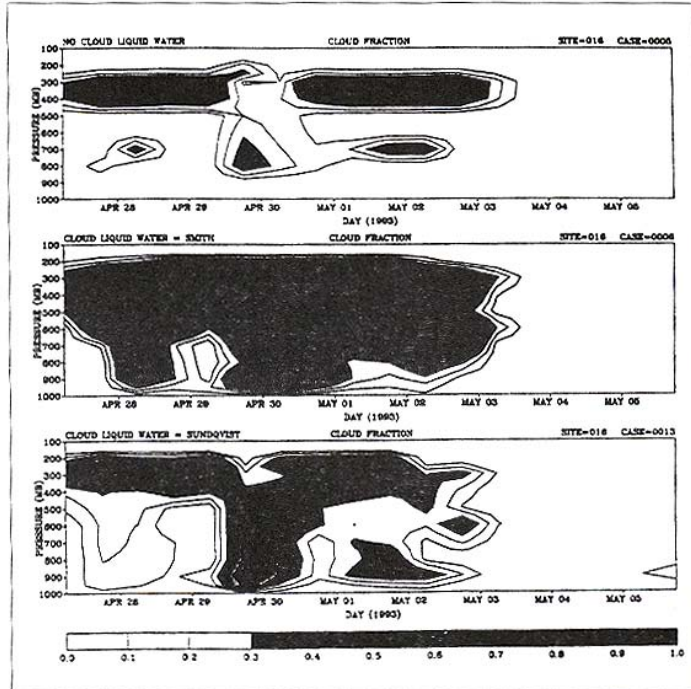 NO CLOUD LIQUID WATER CLOUD FRACTION SITE=016 CASE=0006
100
200
300
400
500
600
700
800
900
1000
PRESSURE (MB)
APR 28 APR 29 APR 30 MAY 01 MAY 02 MAY 03 MAY 04 MAY 05
DAY (1993)
CLOUD LIQUID WATER = SMITH CLOUD FRACTION SITE=016 CASE=0006
100
200
300
400
500
600
700
800
900
1000
PRESSURE (MB)
APR 28 APR 29 APR 30 MAY 01 MAY 02 MAY 03 MAY 04 MAY 05
DAY (1993)
CLOUD LIQUID WATER = SUNDQVIST CLOUD FRACTION SITE=016 CASE=0013
100
200
300
400
500
600
700
800
900
1000
PRESSURE (MB)
APR 28 APR 29 APR 30 MAY 01 MAY 02 MAY 03 MAY 04 MAY 05
DAY (1993)
0.0 0.1 0.2 0.3 0.4 0.5 0.6 0.7 0.8 0.9 1.0